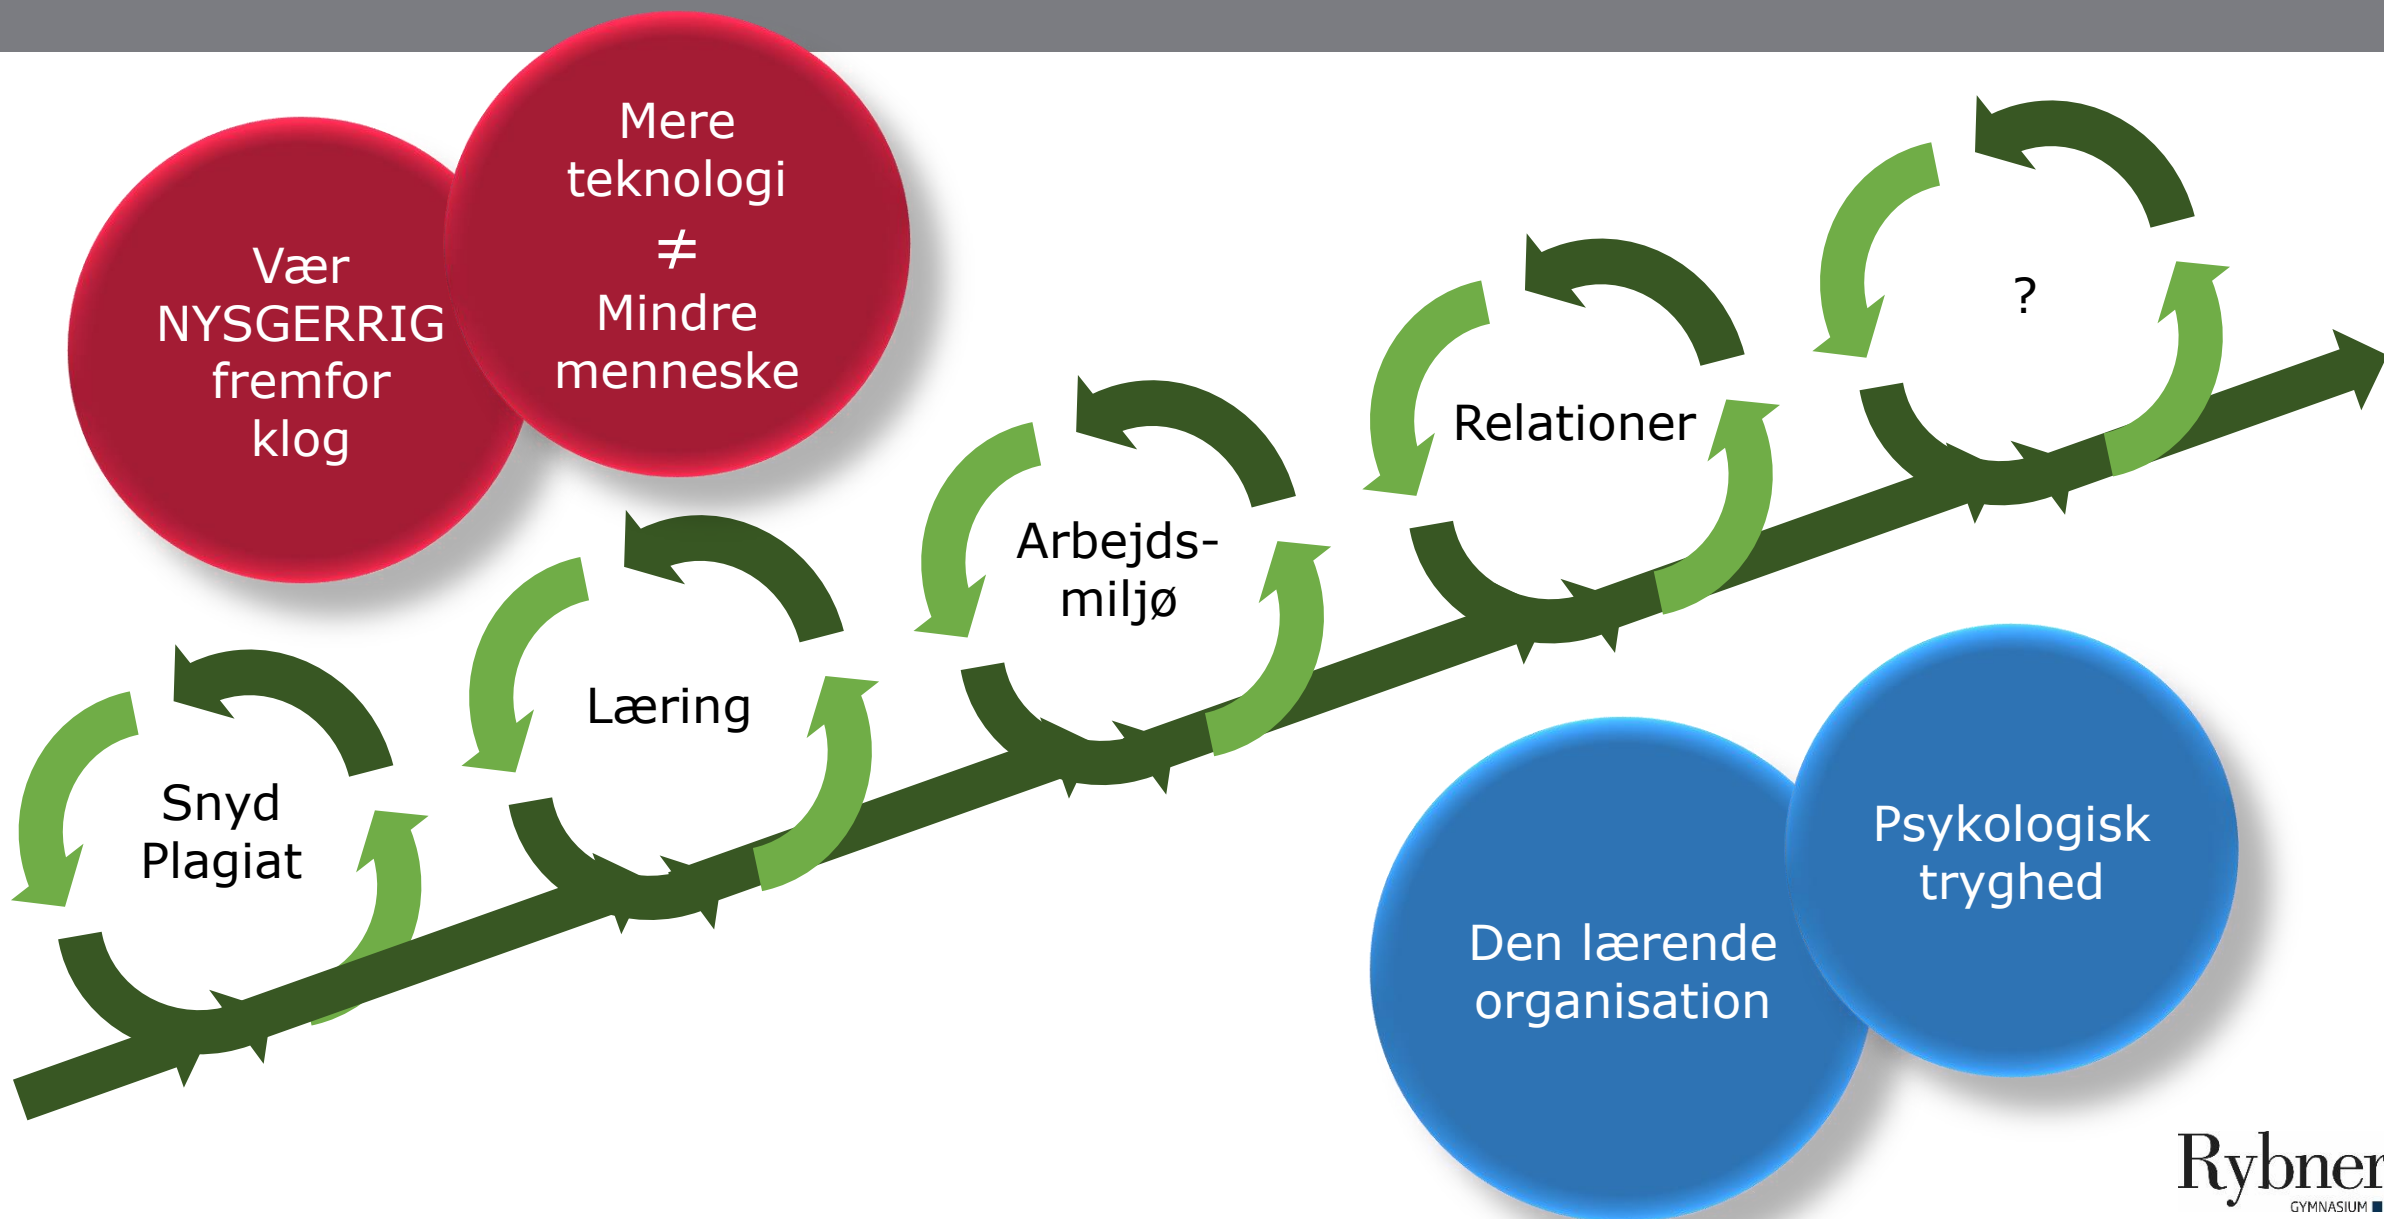 Vær
NYSGERRIG
fremfor
klog
Mere
teknologi
≠
Mindre
menneske
Snyd
Plagiat
Læring
Arbejds-
miljø
Relationer
?
Den lærende
organisation
Psykologisk
tryghed
Rybner
GYMNASIUM